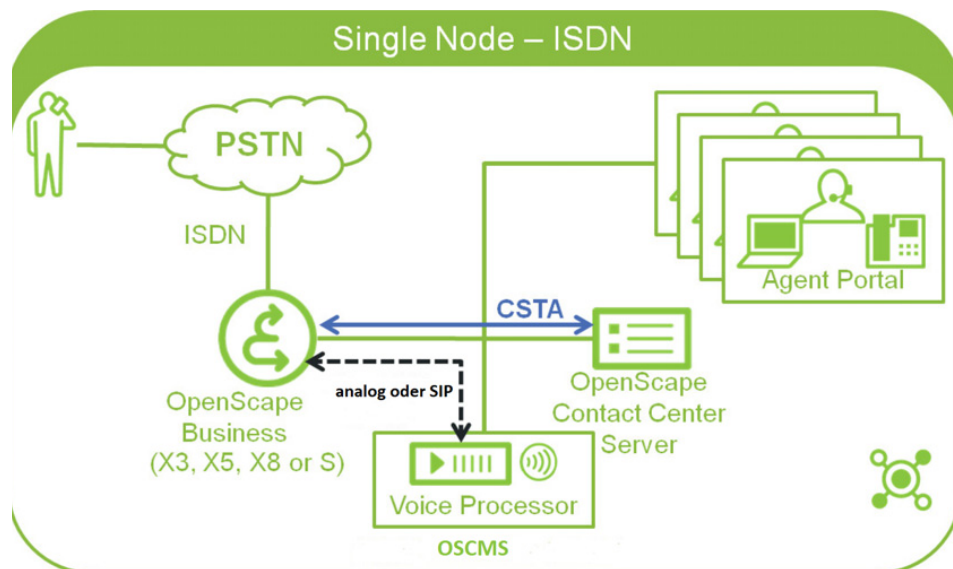 Single Node – ISDN
PSTN
ISDN
Agent Portal
CSTA
analog oder SIP
OpenScape
Business
(X3, X5, X8 or S)
OpenScape
Contact Center
Server
Voice Processor
OSCMS